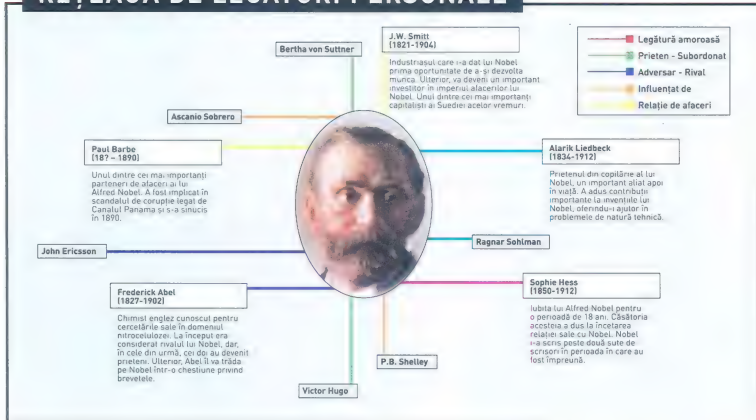 REȚEAUA DE LEGĂTURI PERSONALE
Bertha von Suttner
J.W. Smitt
(1821-1904)
Industriașul care i-a dat lui Nobel
prima oportunitate de a-și dezvolta
munca. Ulterior, va deveni un important
investitor în imperiul afacerilor lui
Nobel. Unul dintre cei mai importanți
capitaliști ai Suediei acelor vremuri.
Legătură amoroasă
Prieten - Subordonat
Adversar - Rival
Influențat de
Relație de afaceri
Ascanio Sobrero
Paul Barbe
(18? – 1890)
Unul dintre cei mai importanți
parteneri de afaceri ai lui
Alfred Nobel. A fost implicat în
scandalul de corupție legat de
Canalul Panama și s-a sinucis
în 1890.
Alarik Liedbeck
(1834-1912)
Prietenul din copilărie al lui
Nobel, un important aliat apoi
în viață. A adus contribuții
importante la invențiile lui
Nobel, oferindu-i ajutor în
problemele de natură tehnică.
John Ericsson
Ragnar Sohlman
Frederick Abel
(1827-1902)
Chimist englez cunoscut pentru
cercetările sale în domeniul
nitrocelulozei. La început era
considerat rivalul lui Nobel, dar,
în cele din urmă, cei doi au devenit
prieteni. Ulterior, Abel îl va trăda
pe Nobel într-o chestiune privind
brevetele.
Sophie Hess
(1850-1912)
Iubita lui Alfred Nobel pentru
o perioadă de 18 ani. Căsătoria
acesteia a dus la încetarea
relației sale cu Nobel. Nobel
i-a scris peste două sute de
scrisori în perioada în care au
fost împreună.
P.B. Shelley
Victor Hugo